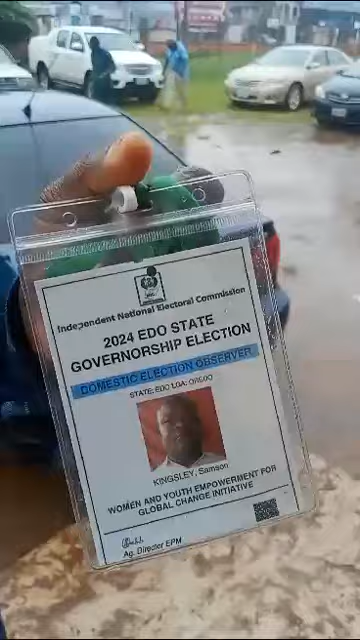 Independent National Electoral Commission
2024 EDO STATE
GOVERNORSHIP ELECTION
DOMESTIC ELECTION OBSERVER
STATE: EDO LGA: OREDO
KINGSLEY, Samson
WOMEN AND YOUTH EMPOWERMENT FOR
GLOBAL CHANGE INITIATIVE
Ag. Director EPM